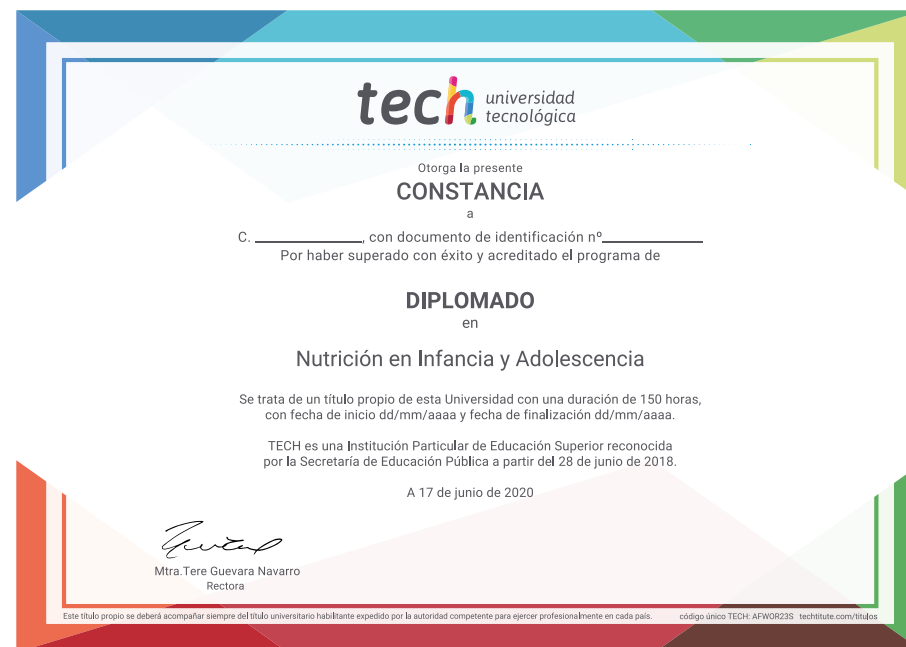 tech universidad
tecnológica
Otorga la presente
CONSTANCIA
a
C. ____________, con documento de identificación nº____________
Por haber superado con éxito y acreditado el programa de
DIPLOMADO
en
Nutrición en Infancia y Adolescencia
Se trata de un título propio de esta Universidad con una duración de 150 horas,
con fecha de inicio dd/mm/aaaa y fecha de finalización dd/mm/aaaa.
TECH es una Institución Particular de Educación Superior reconocida
por la Secretaría de Educación Pública a partir del 28 de junio de 2018.
A 17 de junio de 2020
Mtra.Tere Guevara Navarro
Rectora
Este título propio se deberá acompañar siempre del título universitario habilitante expedido por la autoridad competente para ejercer profesionalmente en cada país. código único TECH: AFWOR23S techtitute.com/titulos